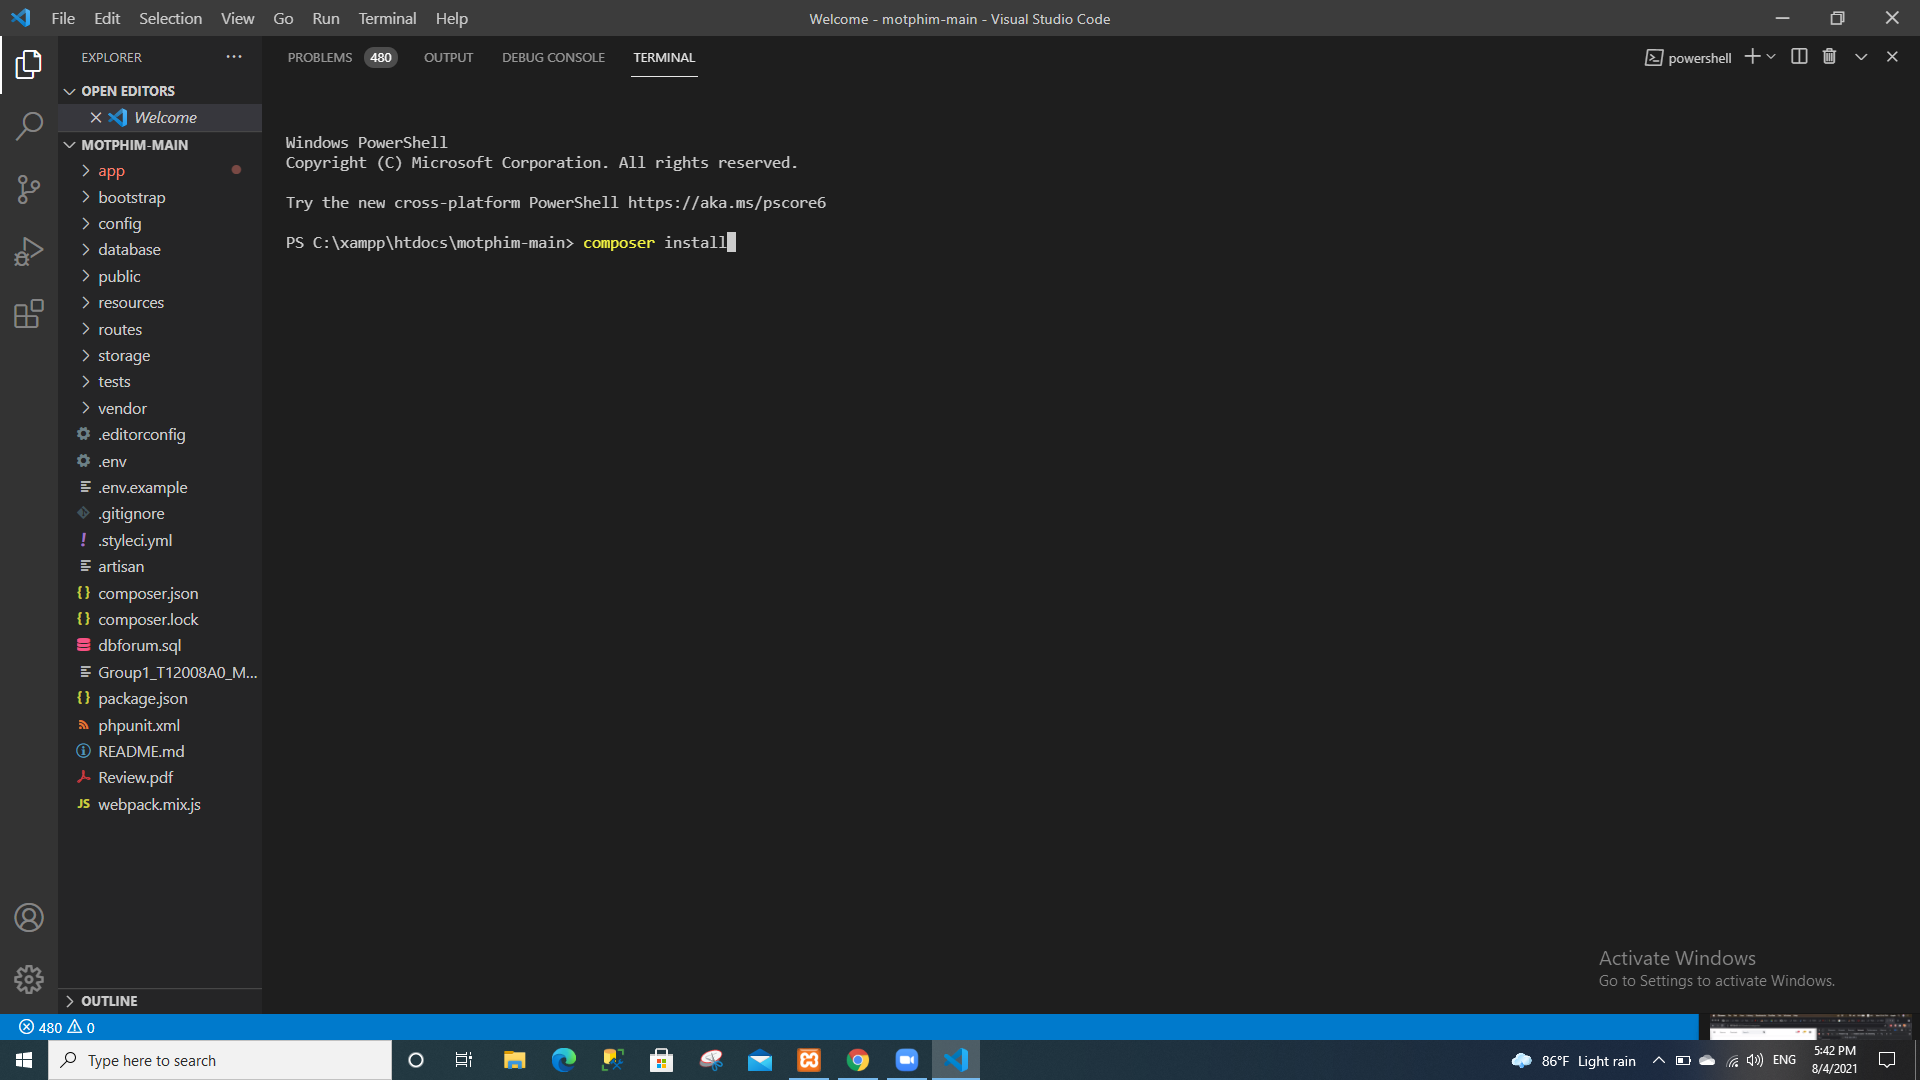 File Edit Selection View Go Run Terminal Help
Welcome - motphim-main - Visual Studio Code
EXPLORER
OPEN EDITORS
Welcome
MOTPHIM-MAIN
app
bootstrap
config
database
public
resources
routes
storage
tests
vendor
.editorconfig
.env
.env.example
.gitignore
.styleci.yml
artisan
composer.json
composer.lock
dbforum.sql
Group1_T12008A0_M...
package.json
phpunit.xml
README.md
Review.pdf
JS webpack.mix.js
OUTLINE
PROBLEMS 480 OUTPUT DEBUG CONSOLE TERMINAL
powershell
Windows PowerShell
Copyright (C) Microsoft Corporation. All rights reserved.
Try the new cross-platform PowerShell https://aka.ms/pscore6
PS C:\xampp\htdocs\motphim-main> composer install
Activate Windows
Go to Settings to activate Windows.
480 0
Type here to search
86°F Light rain
ENG
5:42 PM
8/4/2021